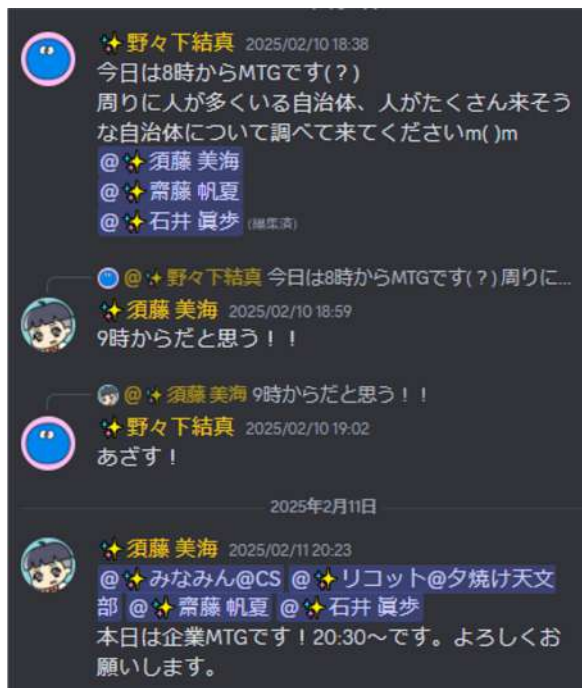 ✨野々下結真 2025/02/10 18:38
今日は8時からMTGです(?)
周りに人が多くいる自治体、人がたくさん来そう
な自治体について調べて来てくださいm( )m
@✨須藤 美海
@✨齋藤 帆夏
@✨石井 眞歩 (編集済)
@✨野々下結真 今日は8時からMTGです(?) 周りに...
✨須藤 美海 2025/02/10 18:59
9時からだと思う！！
@✨須藤 美海 9時からだと思う！！
✨野々下結真 2025/02/10 19:02
あざす！
2025年2月11日
✨須藤 美海 2025/02/11 20:23
@✨みなみん@CS @✨リコット@夕焼け天文
部 @✨齋藤 帆夏 @✨石井 眞歩
本日は企業MTGです！20:30～です。よろしくお
願いします。